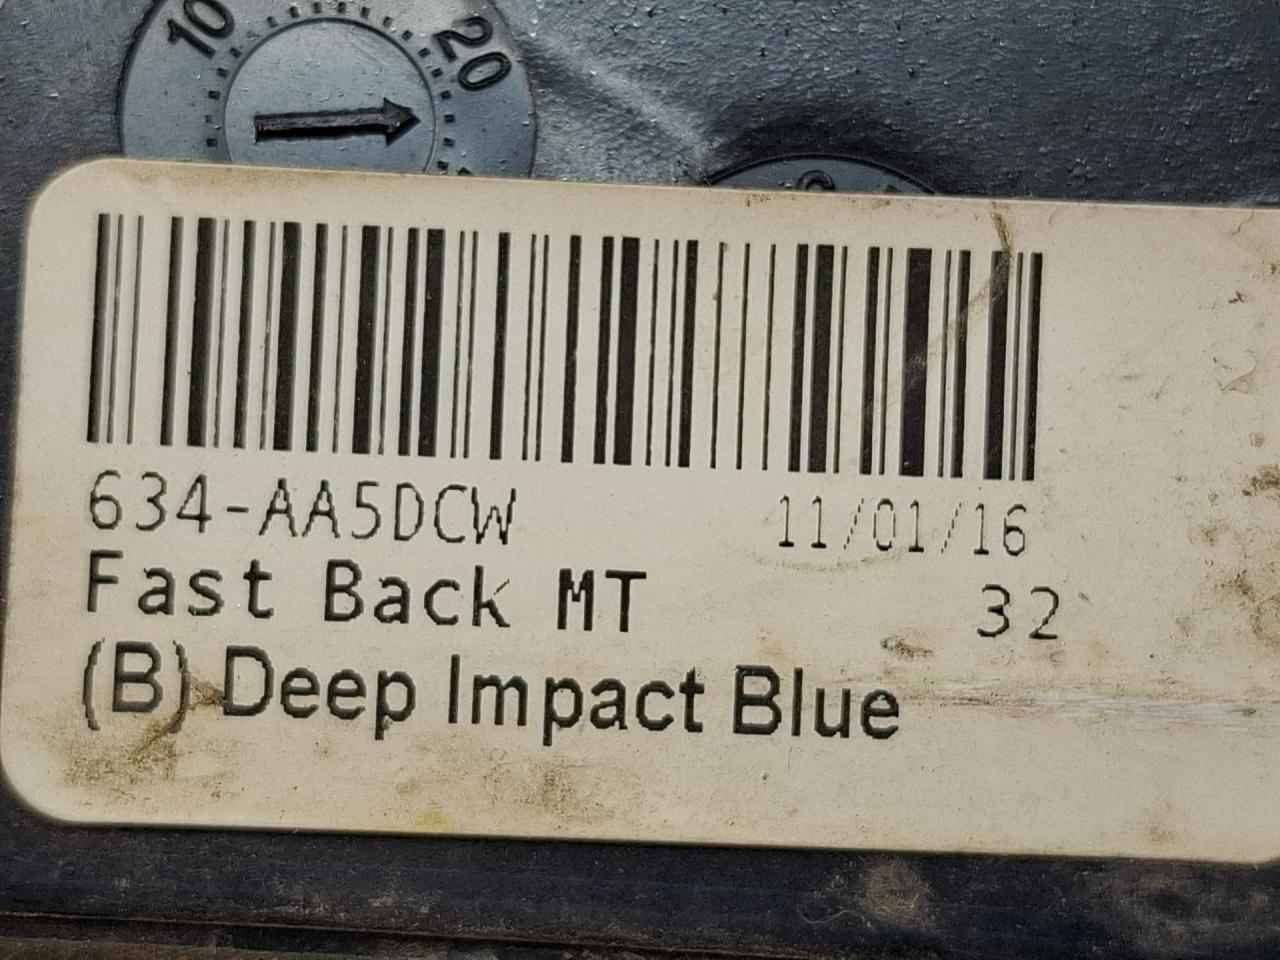 10 20
634-AA5DCW 11/01/16
Fast Back MT 32
(B) Deep Impact Blue